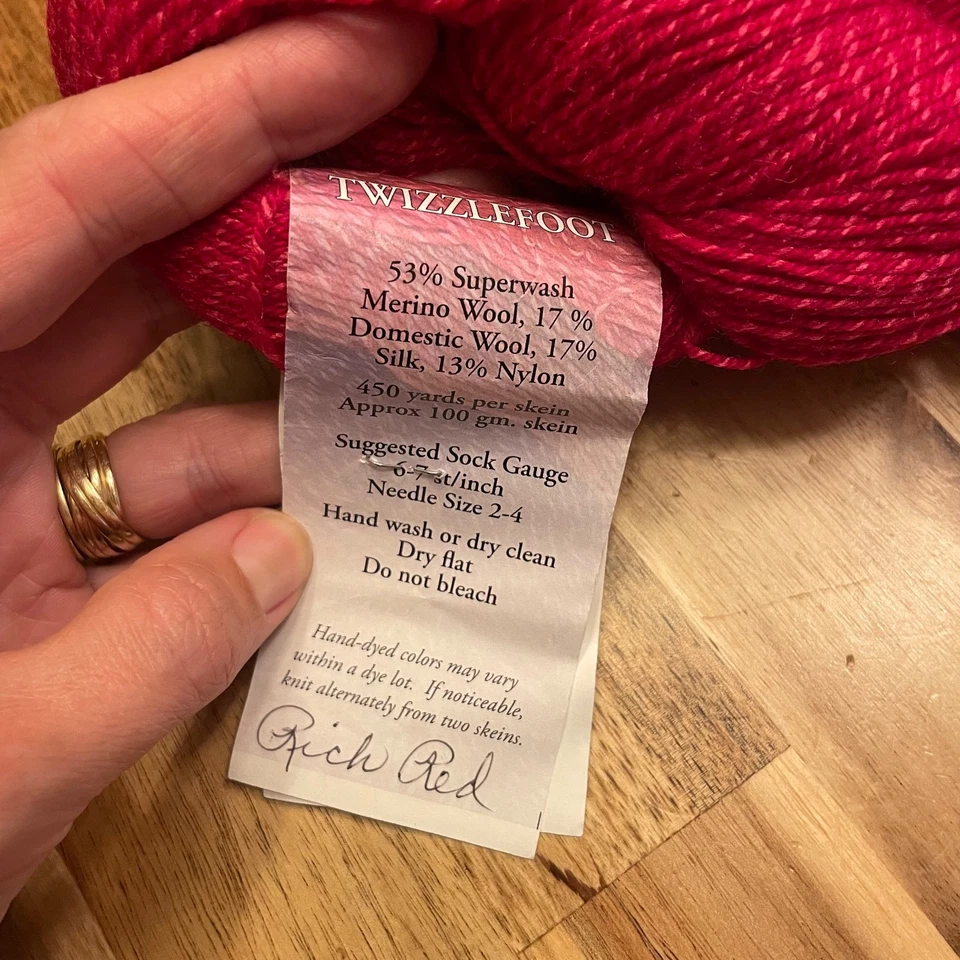 TWIZZLEFOOT
53% Superwash
Merino Wool, 17 %
Domestic Wool, 17%
Silk, 13% Nylon
450 yards per skein
Approx 100 gm. skein
Suggested Sock Gauge
6-7 st/inch
Needle Size 2-4
Hand wash or dry clean
Dry flat
Do not bleach
Hand-dyed colors may vary
within a dye lot. If noticeable,
knit alternately from two skeins.
Rich Red